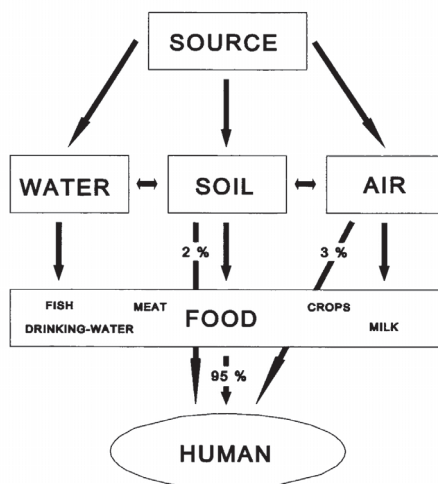 SOURCE
WATER
SOIL
AIR
2 %
3 %
FISH
MEAT
CROPS
DRINKING-WATER
FOOD
MILK
95 %
HUMAN